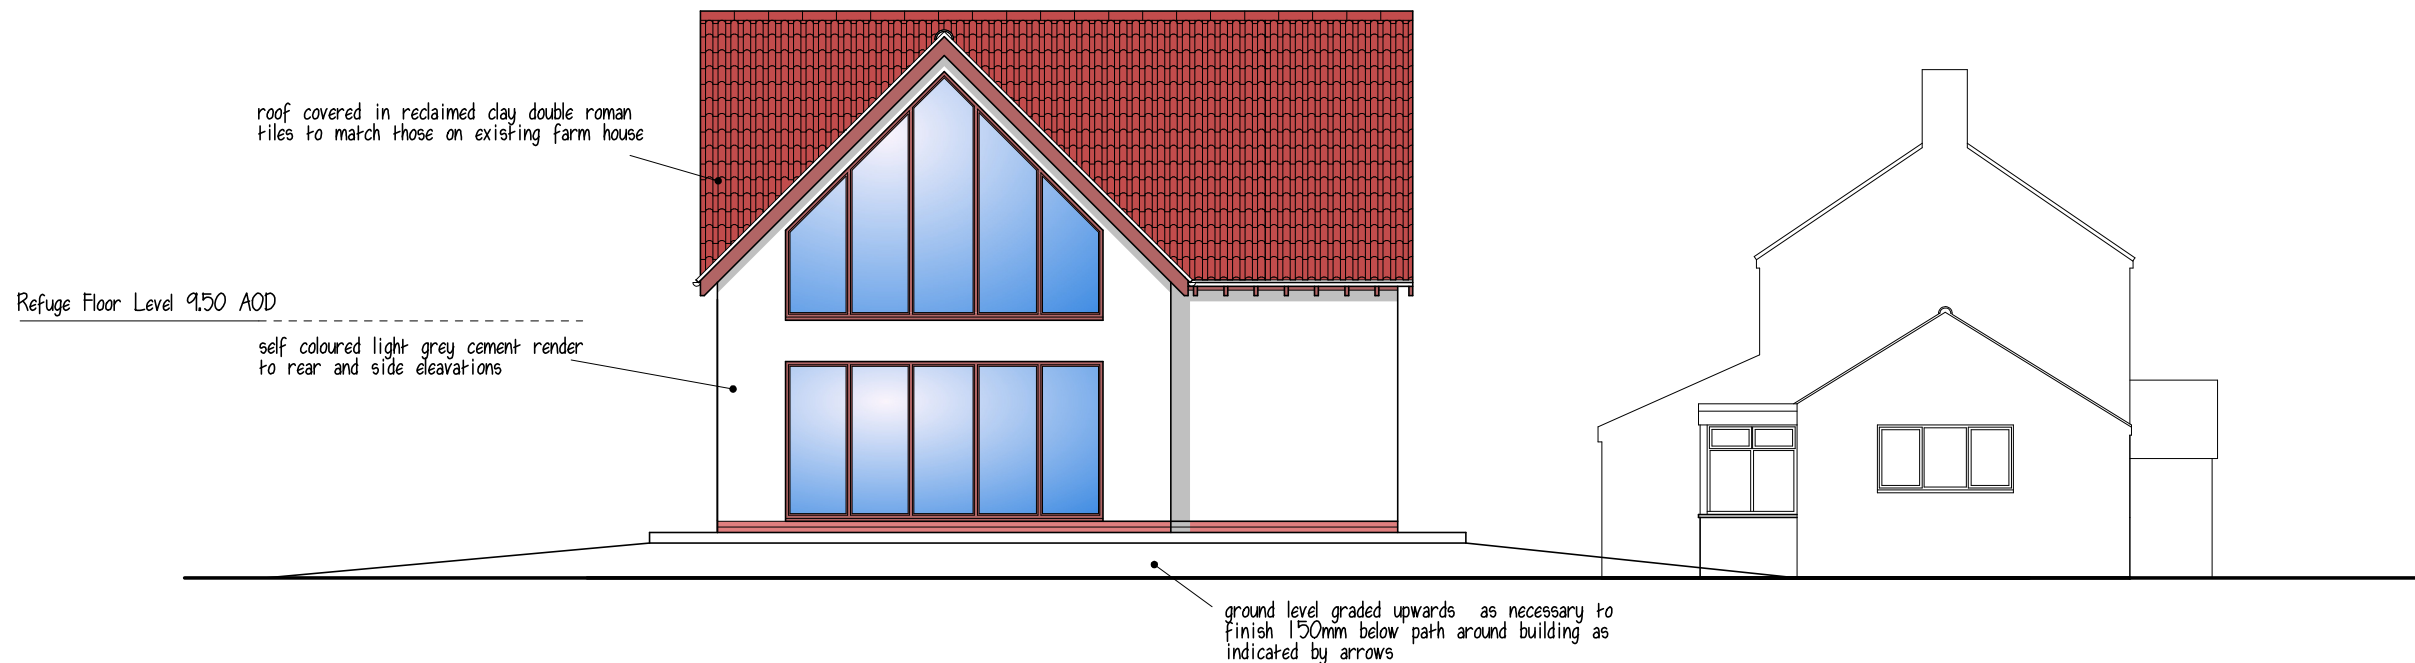 roof covered in reclaimed clay double roman
tiles to match those on existing farm house
Refuge Floor Level 9.50 AOD
self coloured light grey cement render
to rear and side eleavations
ground level graded upwards as necessary to
finish 150mm below path around building as
indicated by arrows